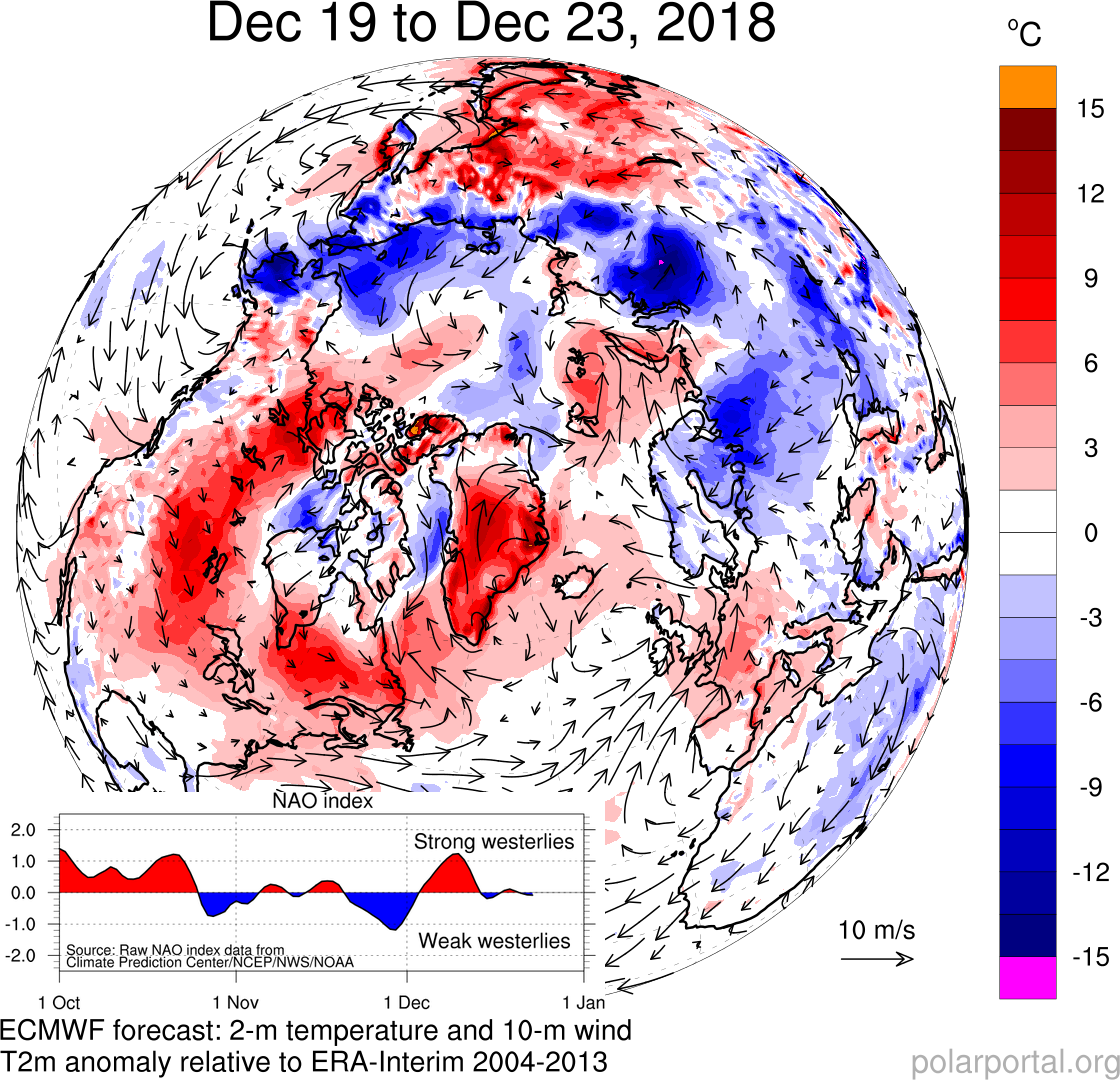 Dec 19 to Dec 23, 2018
°C
15
12
9
6
3
0
-3
-6
-9
-12
-15
10 m/s
NAO index
2.0
1.0
0.0
-1.0
-2.0
Strong westerlies
Weak westerlies
Source: Raw NAO index data from
Climate Prediction Center/NCEP/NWS/NOAA
1 Oct 1 Nov 1 Dec 1 Jan
ECMWF forecast: 2-m temperature and 10-m wind
T2m anomaly relative to ERA-Interim 2004-2013
polarportal.org